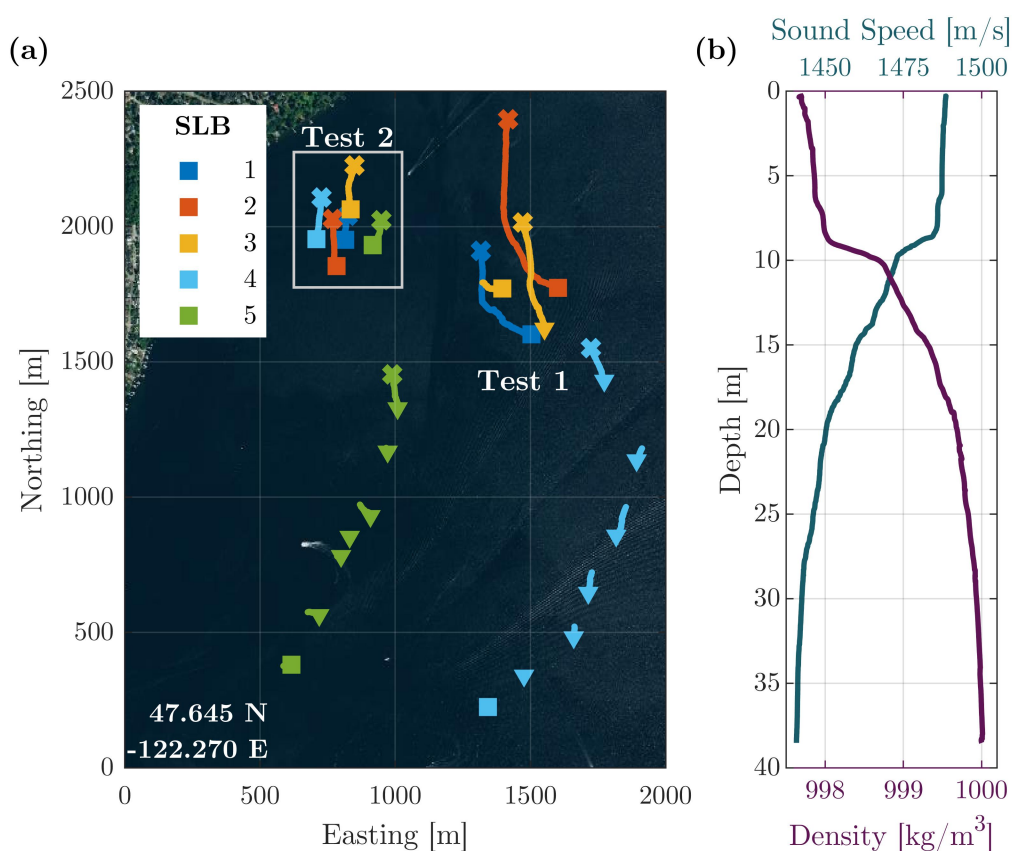 (a)
2500
2000
1500
1000
500
0
Northing [m]
SLB
1
2
3
4
5
Test 2
Test 1
47.645 N
-122.270 E
0
500
1000
1500
2000
Easting [m]
(b)
Sound Speed [m/s]
1450
1475
1500
0
5
10
15
20
25
30
35
40
Depth [m]
998
999
1000
Density [kg/m³]